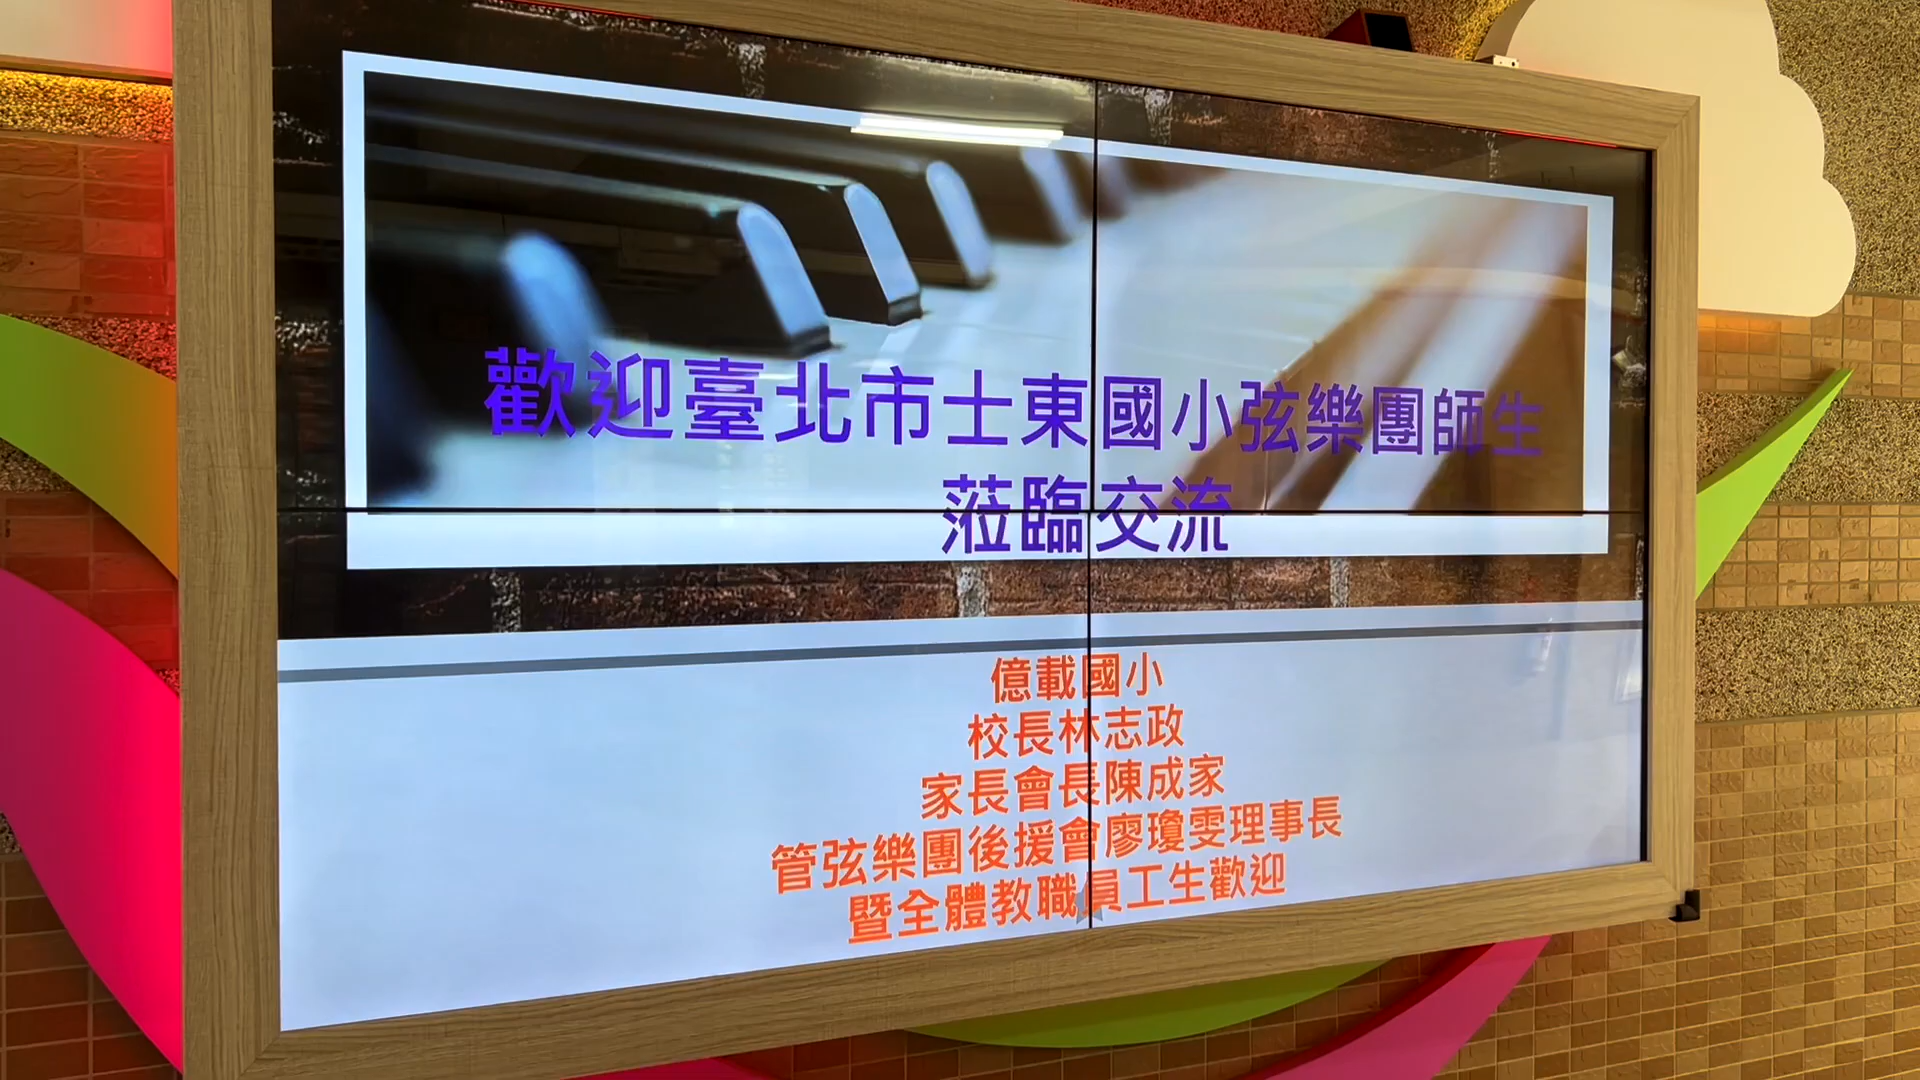 歡迎臺北市士東國小弦樂團師生
蒞臨交流
億載國小
校長林志政
家長會長陳成家
管弦樂團後援會廖瓊雯理事長
暨全體教職員工生歡迎